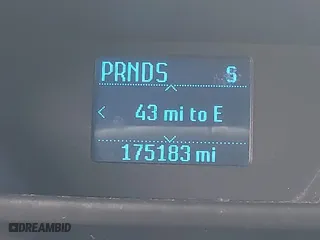 PRNDS S
43 mi to E
175183 mi
DREAMBID